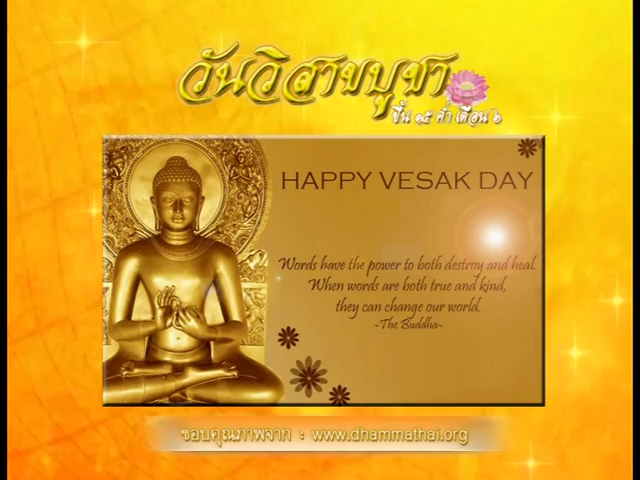 วันวิสาขบูชา
ขึ้น ๑๕ ค่ำ เดือน ๖
HAPPY VESAK DAY
Words have the power to both destroy and heal.
When words are both true and kind,
they can change our world.
-The Buddha-
ขอบคุณภาพจาก : www.dhammathai.org